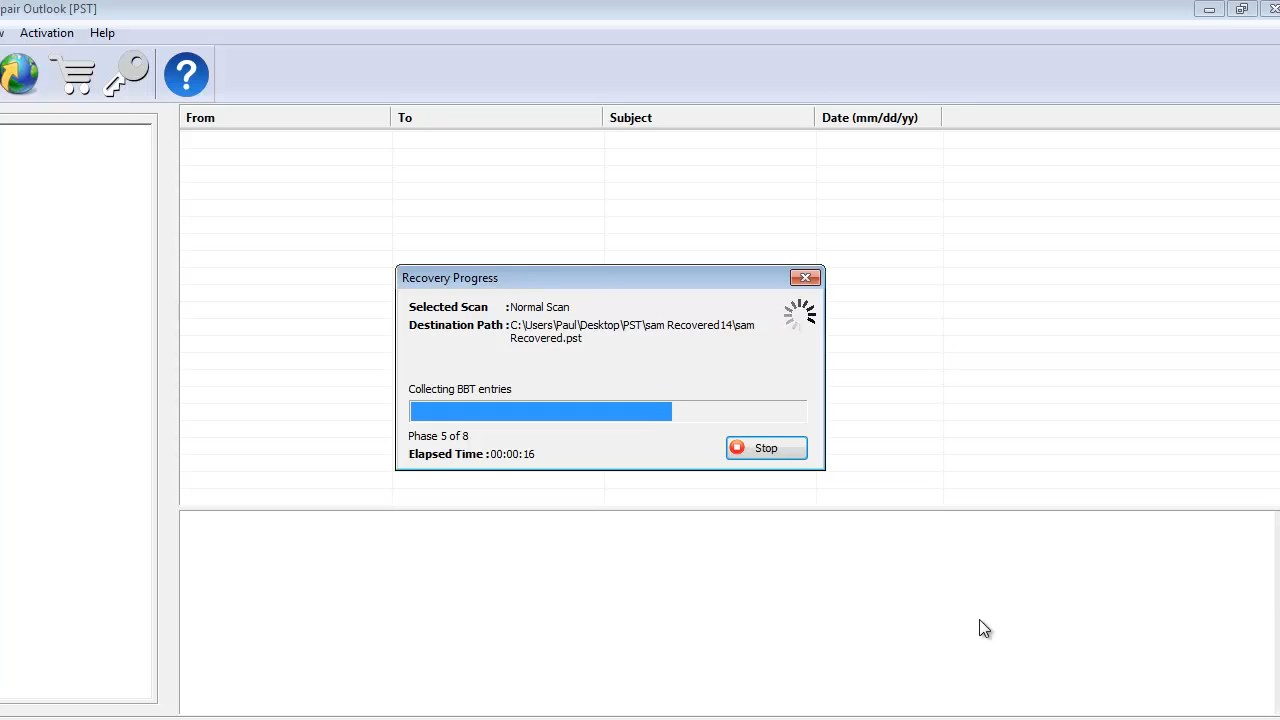 pair Outlook [PST]
w Activation Help
?
From To Subject Date (mm/dd/yy)
Recovery Progress
Selected Scan :Normal Scan
Destination Path :C:\Users\Paul\Desktop\PST\sam Recovered14\sam
Recovered.pst
Collecting BBT entries
Phase 5 of 8
Stop
Elapsed Time :00:00:16